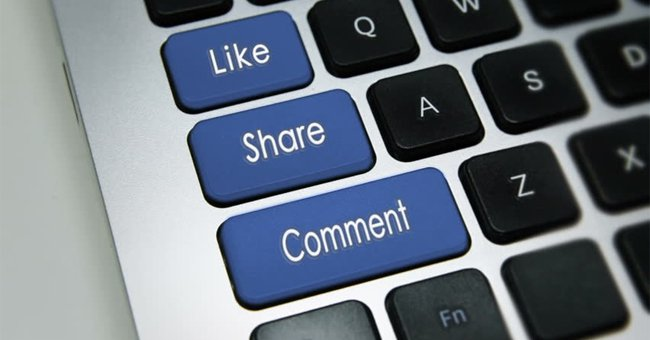 Like Q W
Share A S D
Comment Z X
Fn